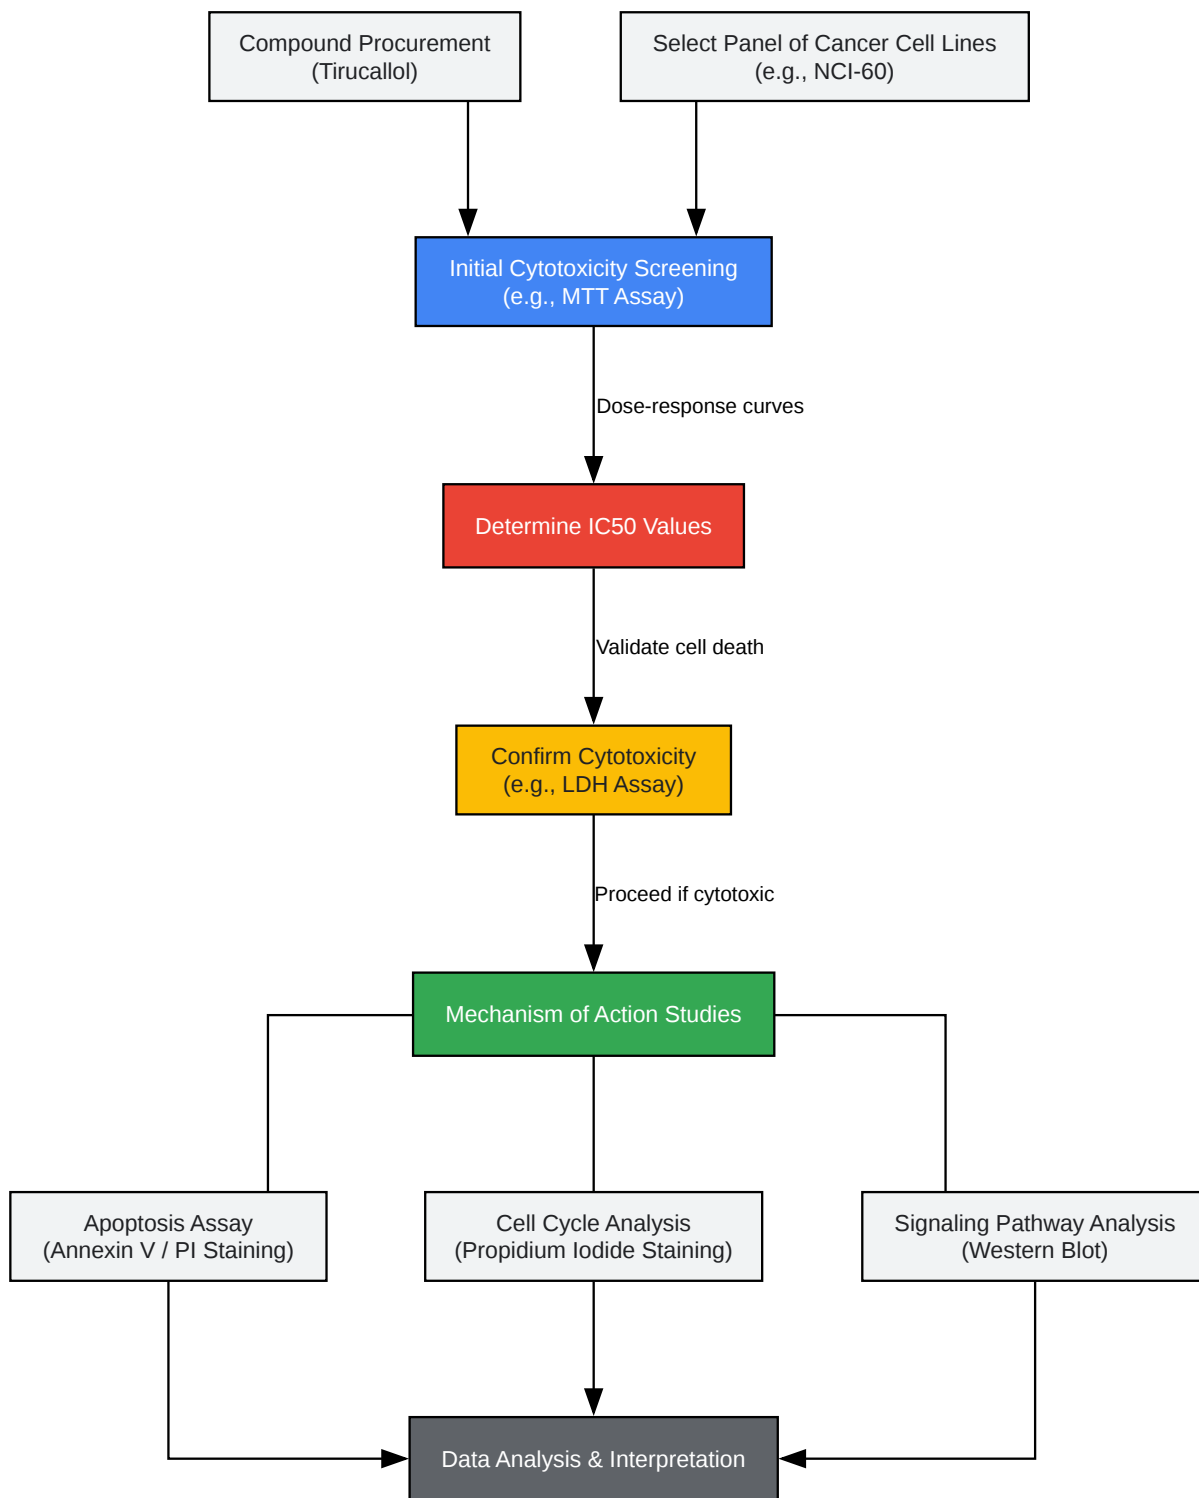 Compound Procurement
(Tirucallol)
Select Panel of Cancer Cell Lines
(e.g., NCI-60)
Initial Cytotoxicity Screening
(e.g., MTT Assay)
Dose-response curves
Determine IC50 Values
Validate cell death
Confirm Cytotoxicity
(e.g., LDH Assay)
Proceed if cytotoxic
Mechanism of Action Studies
Apoptosis Assay
(Annexin V / PI Staining)
Cell Cycle Analysis
(Propidium Iodide Staining)
Signaling Pathway Analysis
(Western Blot)
Data Analysis & Interpretation